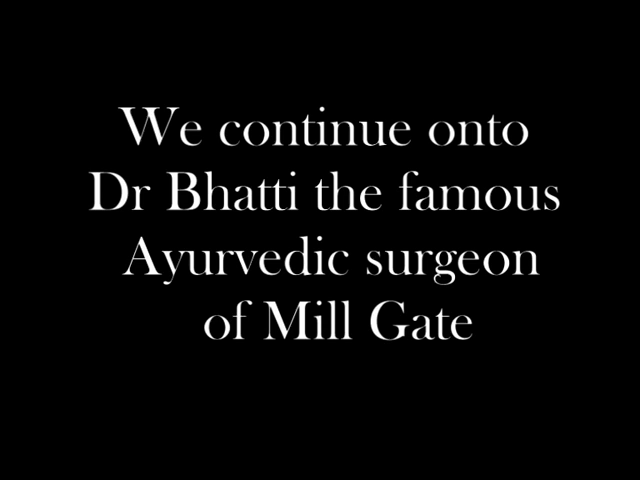 We continue onto
Dr Bhatti the famous
Ayurvedic surgeon
of Mill Gate